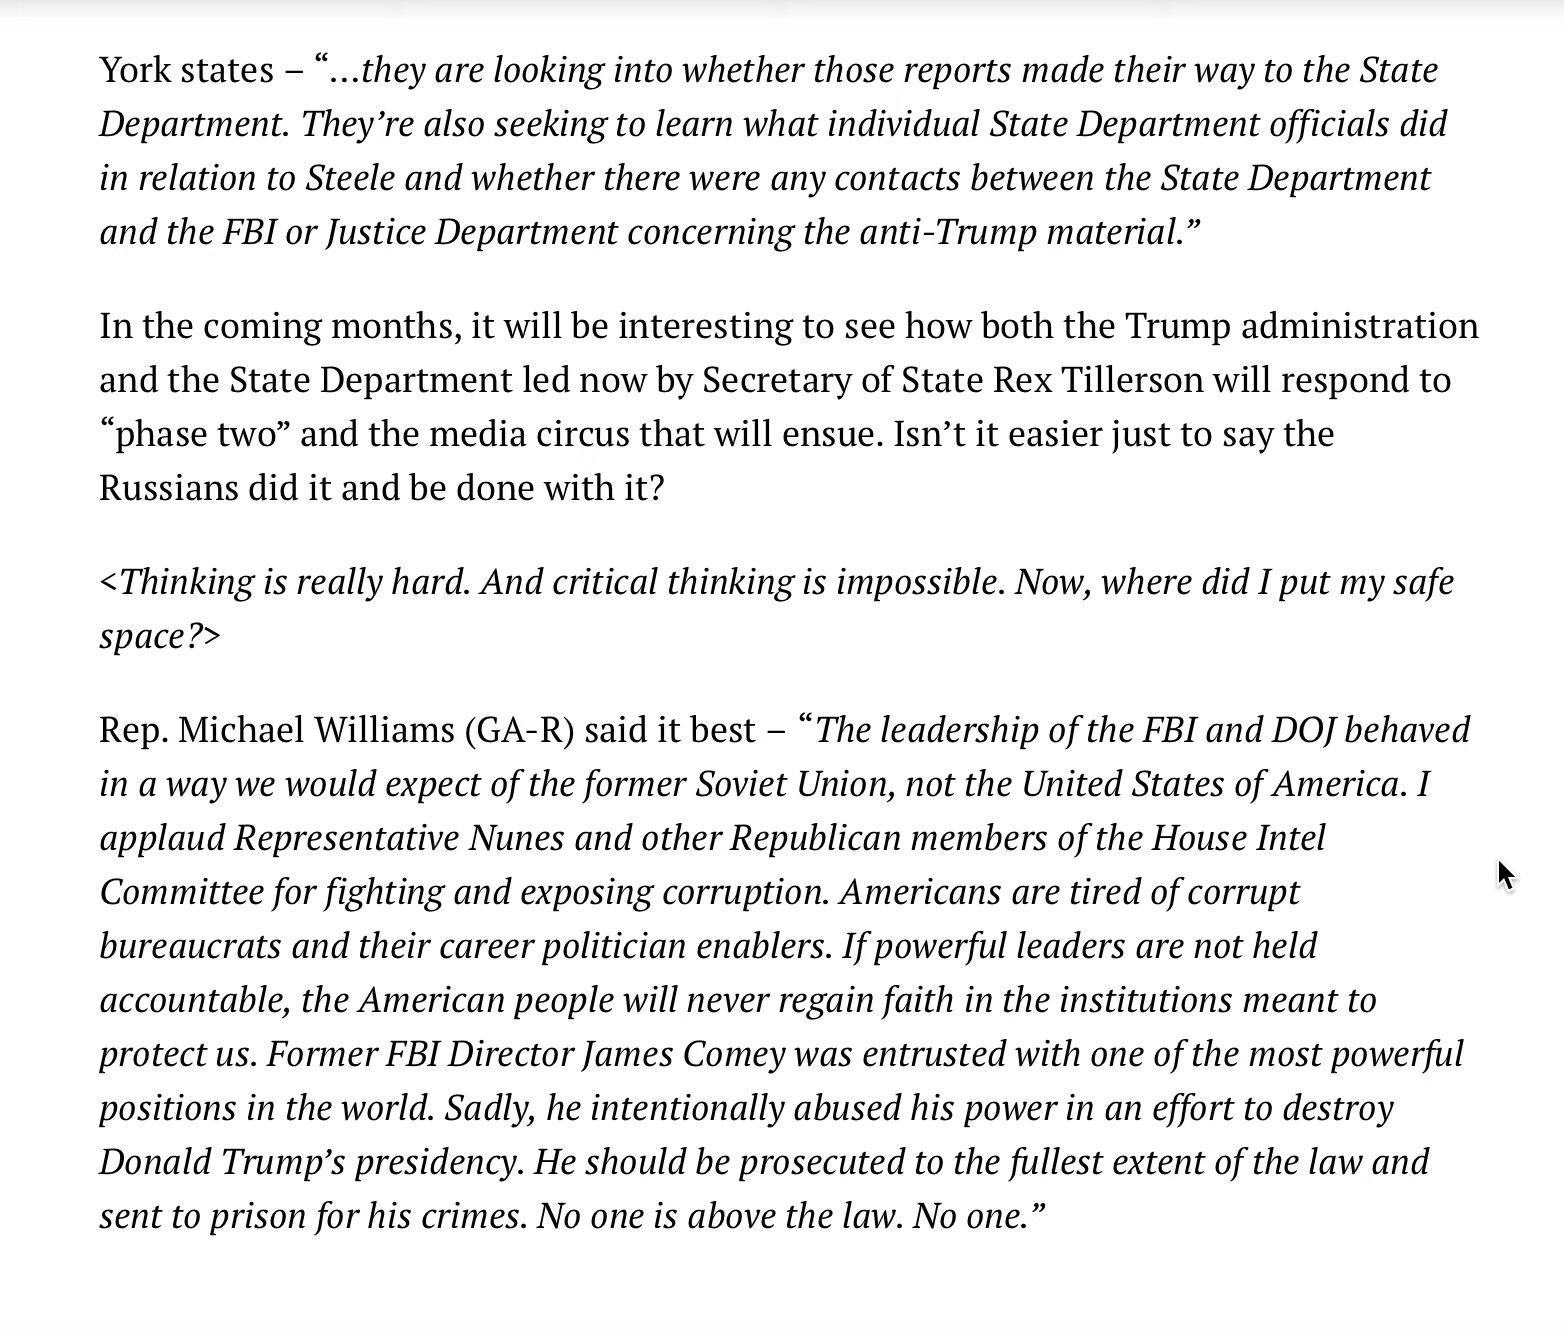 York states – “…they are looking into whether those reports made their way to the State
Department. They’re also seeking to learn what individual State Department officials did
in relation to Steele and whether there were any contacts between the State Department
and the FBI or Justice Department concerning the anti-Trump material.”
In the coming months, it will be interesting to see how both the Trump administration
and the State Department led now by Secretary of State Rex Tillerson will respond to
“phase two” and the media circus that will ensue. Isn’t it easier just to say the
Russians did it and be done with it?
<Thinking is really hard. And critical thinking is impossible. Now, where did I put my safe
space?>
Rep. Michael Williams (GA-R) said it best – “The leadership of the FBI and DOJ behaved
in a way we would expect of the former Soviet Union, not the United States of America. I
applaud Representative Nunes and other Republican members of the House Intel
Committee for fighting and exposing corruption. Americans are tired of corrupt
bureaucrats and their career politician enablers. If powerful leaders are not held
accountable, the American people will never regain faith in the institutions meant to
protect us. Former FBI Director James Comey was entrusted with one of the most powerful
positions in the world. Sadly, he intentionally abused his power in an effort to destroy
Donald Trump’s presidency. He should be prosecuted to the fullest extent of the law and
sent to prison for his crimes. No one is above the law. No one.”